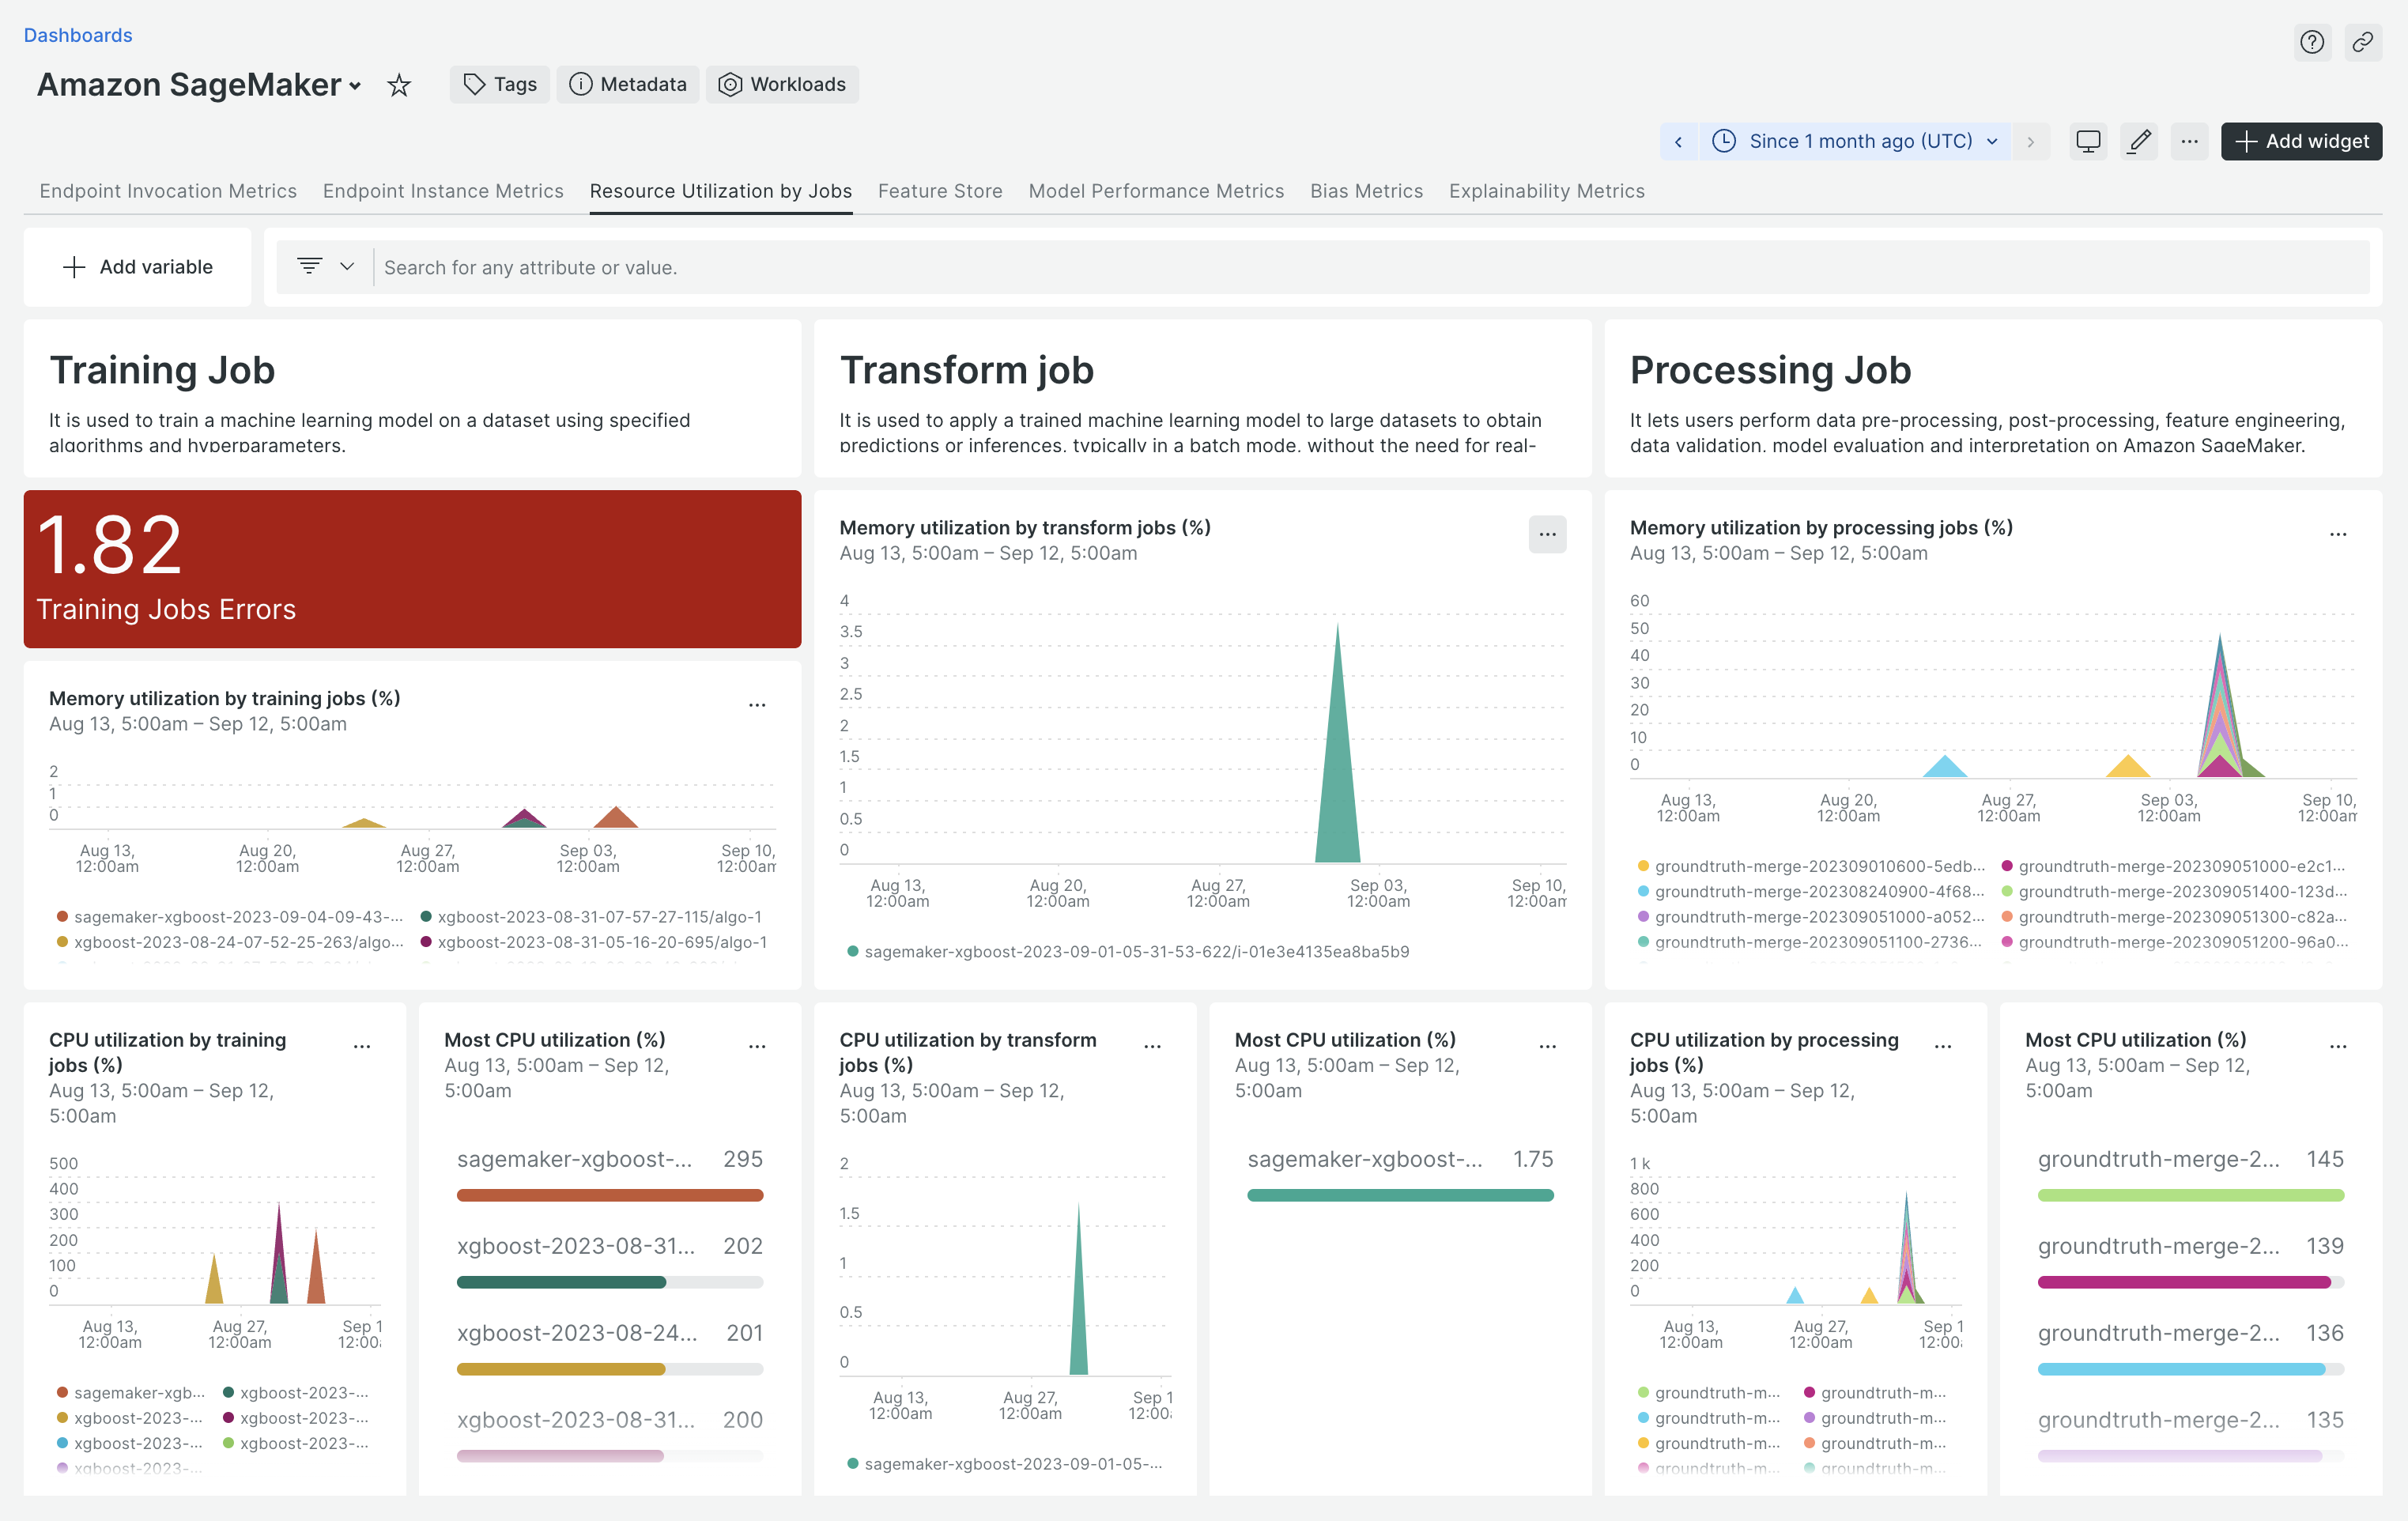 Dashboards
Amazon SageMaker
Tags
Metadata
Workloads
Since 1 month ago (UTC)
Add widget
Endpoint Invocation Metrics
Endpoint Instance Metrics
Resource Utilization by Jobs
Feature Store
Model Performance Metrics
Bias Metrics
Explainability Metrics
Add variable
Search for any attribute or value.
Training Job
It is used to train a machine learning model on a dataset using specified
algorithms and hyperparameters.
Transform job
It is used to apply a trained machine learning model to large datasets to obtain
predictions or inferences, typically in a batch mode, without the need for real-
Processing Job
It lets users perform data pre-processing, post-processing, feature engineering,
data validation, model evaluation and interpretation on Amazon SageMaker.
1.82
Training Jobs Errors
Memory utilization by training jobs (%)
Aug 13, 5:00am – Sep 12, 5:00am
2
1
0
Aug 13,
12:00am
Aug 20,
12:00am
Aug 27,
12:00am
Sep 03,
12:00am
Sep 10,
12:00am
sagemaker-xgboost-2023-09-04-09-43-...
xgboost-2023-08-31-07-57-27-115/algo-1
xgboost-2023-08-24-07-52-25-263/algo...
xgboost-2023-08-31-05-16-20-695/algo-1
Memory utilization by transform jobs (%)
Aug 13, 5:00am – Sep 12, 5:00am
4
3.5
3
2.5
2
1.5
1
0.5
0
Aug 13,
12:00am
Aug 20,
12:00am
Aug 27,
12:00am
Sep 03,
12:00am
Sep 10,
12:00am
sagemaker-xgboost-2023-09-01-05-31-53-622/i-01e3e4135ea8ba5b9
Memory utilization by processing jobs (%)
Aug 13, 5:00am – Sep 12, 5:00am
60
50
40
30
20
10
0
Aug 13,
12:00am
Aug 20,
12:00am
Aug 27,
12:00am
Sep 03,
12:00am
Sep 10,
12:00am
groundtruth-merge-202309010600-5edb...
groundtruth-merge-202309051000-e2c1...
groundtruth-merge-202308240900-4f68...
groundtruth-merge-202309051400-123d...
groundtruth-merge-202309051000-a052...
groundtruth-merge-202309051300-c82a...
groundtruth-merge-202309051100-2736...
groundtruth-merge-202309051200-96a0...
CPU utilization by training
jobs (%)
Aug 13, 5:00am – Sep 12,
5:00am
500
400
300
200
100
0
Aug 13,
12:00am
Aug 27,
12:00am
Sep 1
12:00
sagemaker-xgb...
xgboost-2023-...
xgboost-2023-...
xgboost-2023-...
xgboost-2023-...
xgboost-2023-...
xgboost-2023-...
Most CPU utilization (%)
Aug 13, 5:00am – Sep 12,
5:00am
sagemaker-xgboost-... 295
xgboost-2023-08-31... 202
xgboost-2023-08-24... 201
xgboost-2023-08-31... 200
CPU utilization by transform
jobs (%)
Aug 13, 5:00am – Sep 12,
5:00am
2
1.5
1
0.5
0
Aug 13,
12:00am
Aug 27,
12:00am
Sep 1
12:00
sagemaker-xgboost-2023-09-01-05-...
Most CPU utilization (%)
Aug 13, 5:00am – Sep 12,
5:00am
sagemaker-xgboost-... 1.75
CPU utilization by processing
jobs (%)
Aug 13, 5:00am – Sep 12,
5:00am
1 k
800
600
400
200
0
Aug 13,
12:00am
Aug 27,
12:00am
Sep 1
12:00
groundtruth-m...
groundtruth-m...
groundtruth-m...
groundtruth-m...
groundtruth-m...
groundtruth-m...
groundtruth-m...
groundtruth-m...
Most CPU utilization (%)
Aug 13, 5:00am – Sep 12,
5:00am
groundtruth-merge-2... 145
groundtruth-merge-2... 139
groundtruth-merge-2... 136
groundtruth-merge-2... 135